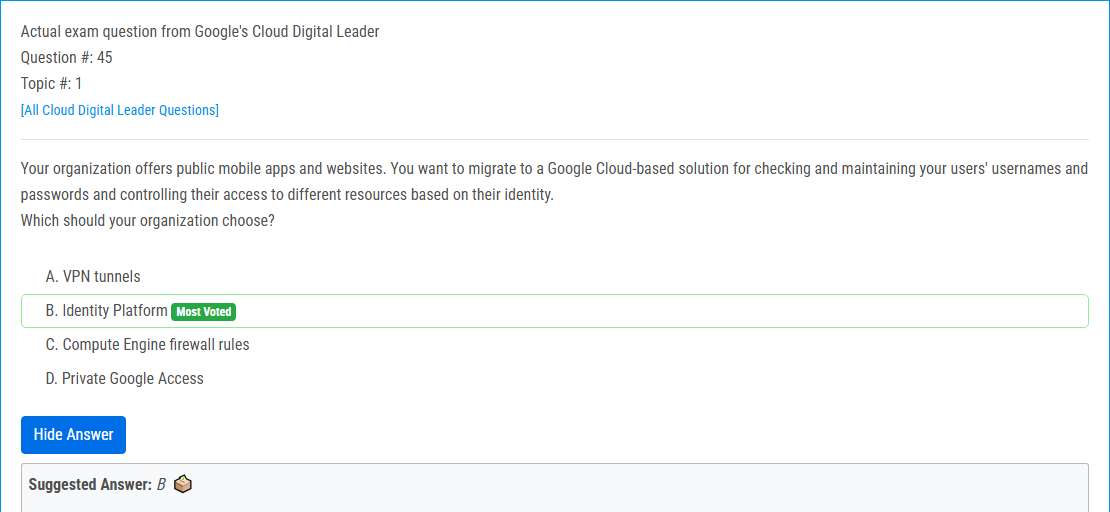 Actual exam question from Google's Cloud Digital Leader
Question #: 45
Topic #: 1
[All Cloud Digital Leader Questions]
Your organization offers public mobile apps and websites. You want to migrate to a Google Cloud-based solution for checking and maintaining your users' usernames and
passwords and controlling their access to different resources based on their identity.
Which should your organization choose?
A. VPN tunnels
B. Identity Platform Most Voted
C. Compute Engine firewall rules
D. Private Google Access
Hide Answer
Suggested Answer: B